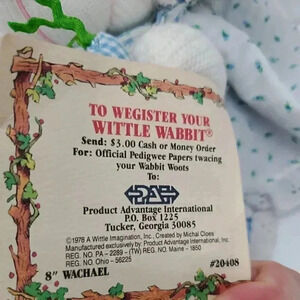 TO WEGISTER YOUR
WITTLE WABBIT®
Send: $3.00 Cash or Money Order
For: Official Pedigwee Papers twacing
your Wabbit Woots
To:
PAI
Product Advantage International
P.O. Box 1225
Tucker, Georgia 30085
©1978 A Wittle Imagination, Inc. Created by Michal Cloes
Manufactured exclusively by: Product Advantage International, Inc.
REG. NO. PA - 2289 - (TW) REG. NO. Maine - 1850
REG. NO. Ohio - 56225
8" WACHAEL #20408